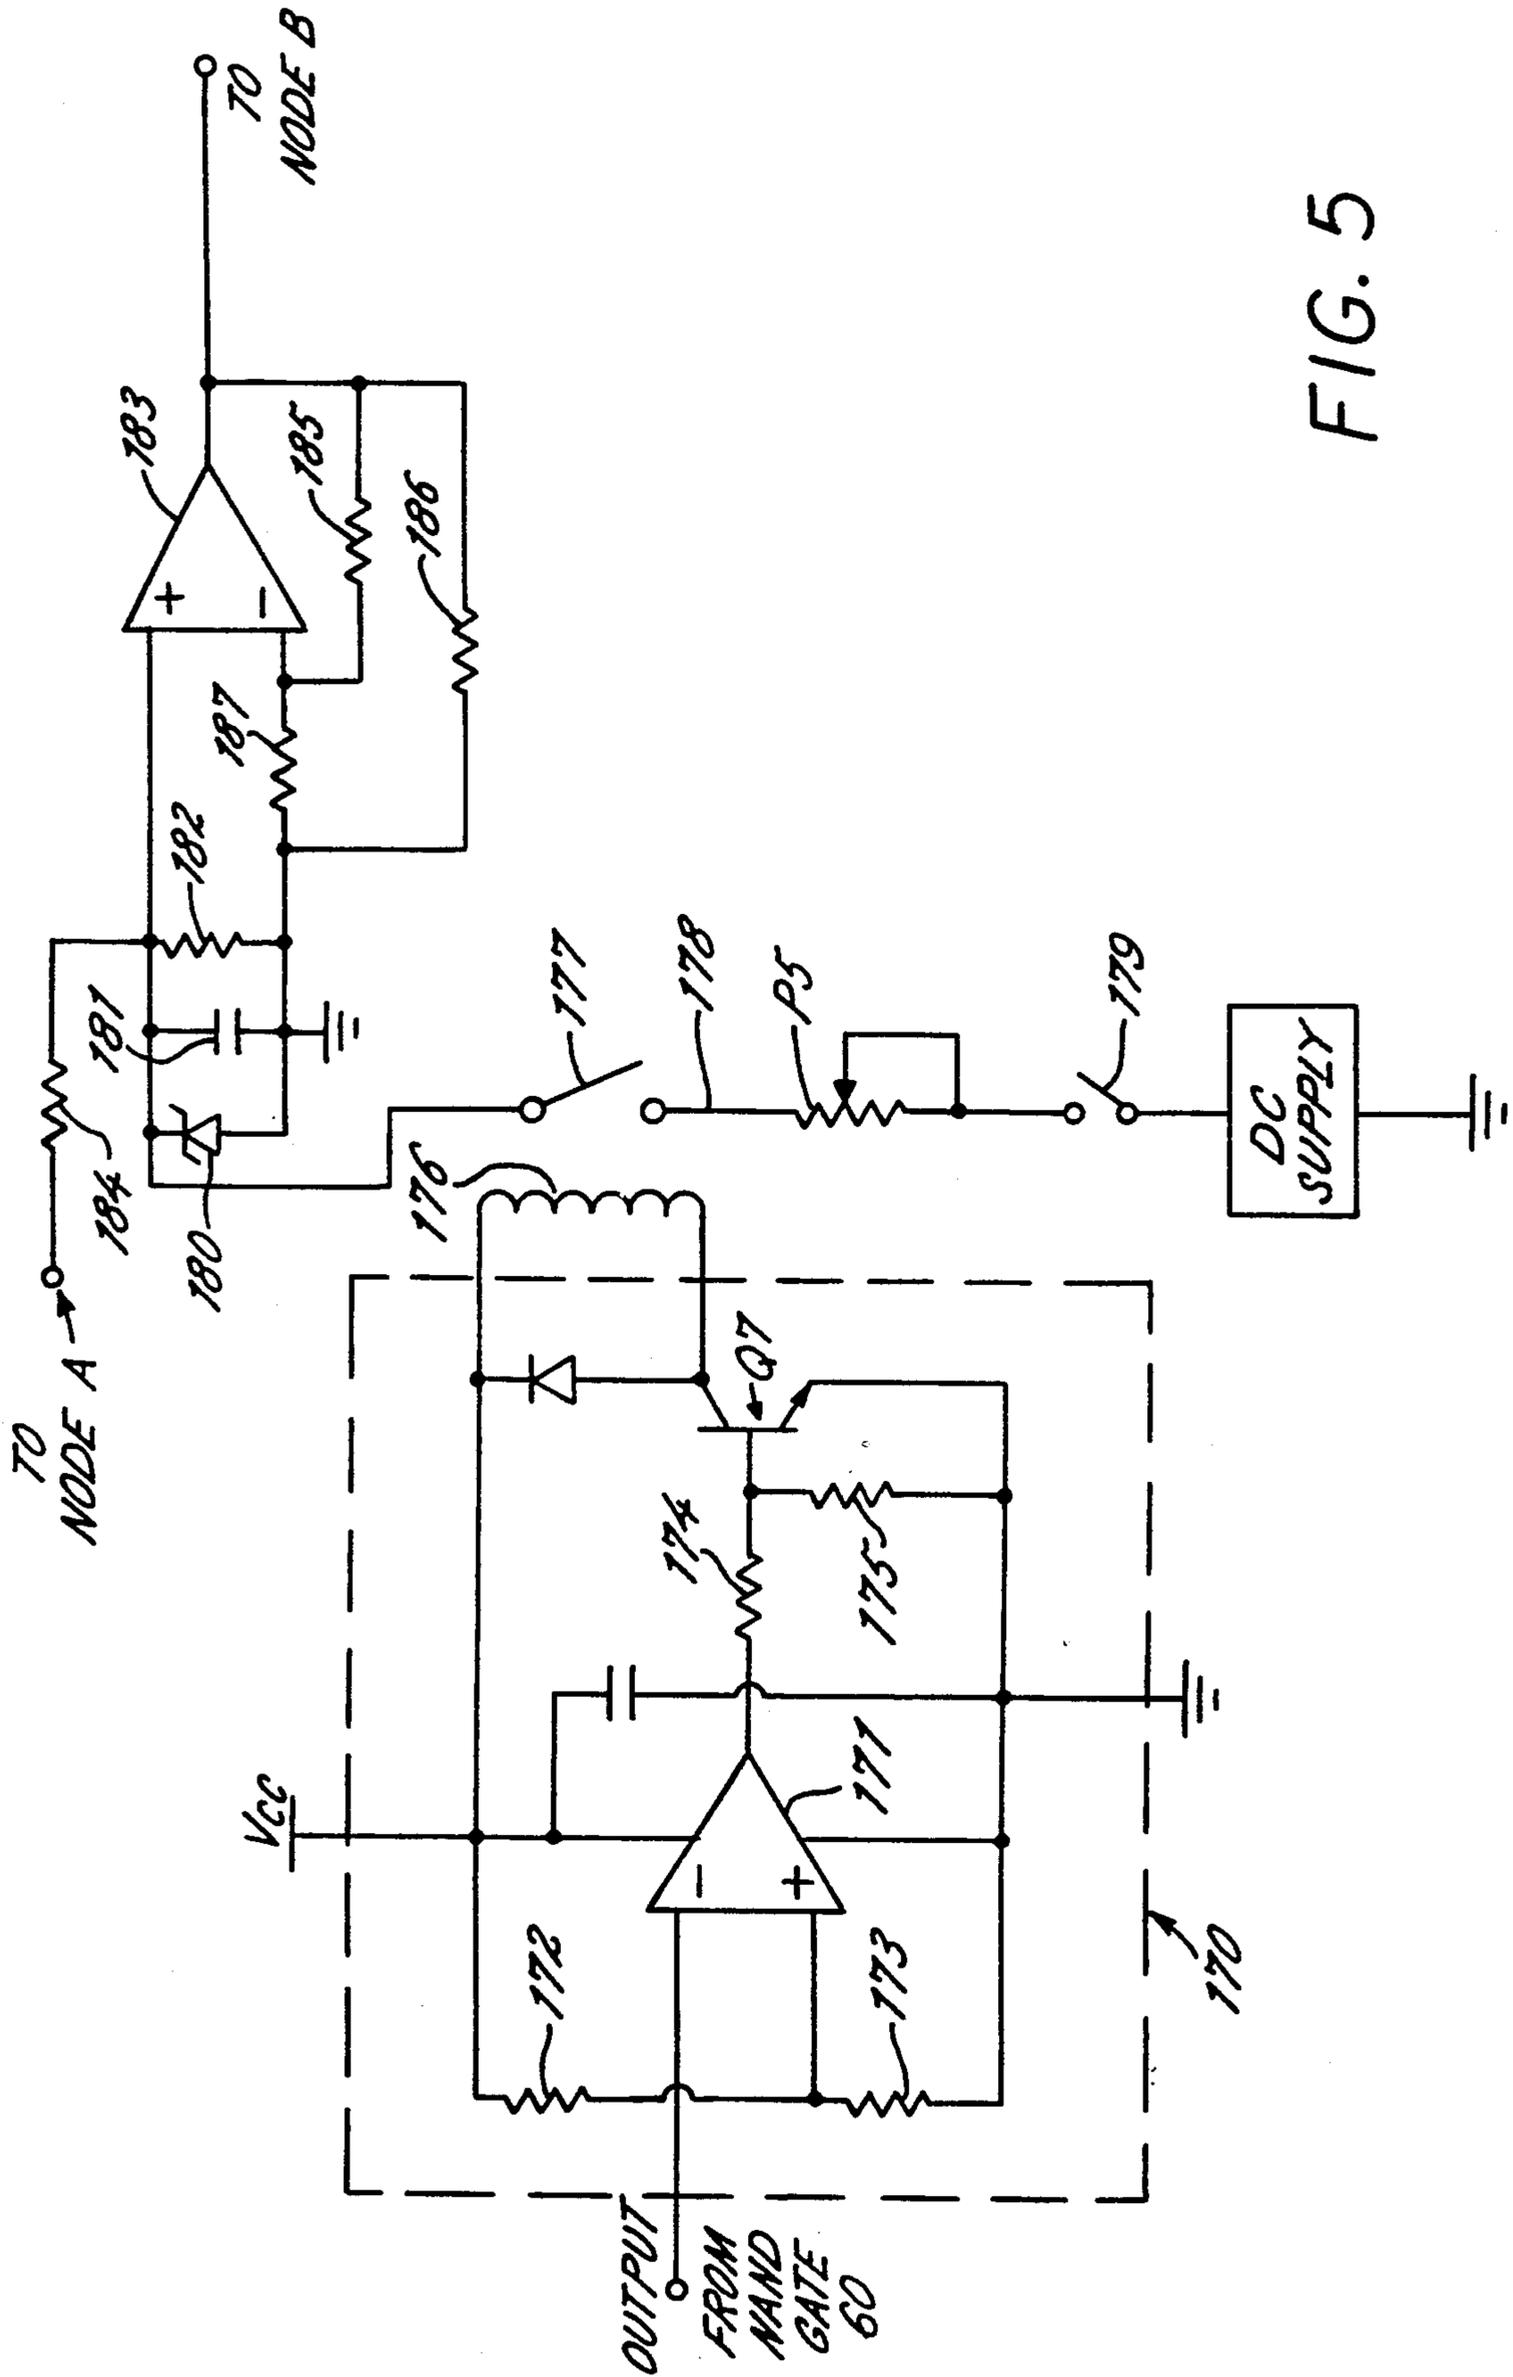 TO
NODE A
184
180
181
182
187
183
+
−
185
186
TO
NODE B
VCC
176
177
178
P5
179
DC
SUPPLY
172
−
+
171
173
174
175
Q7
OUTPUT
FROM
NAND
GATE
60
170
FIG. 5